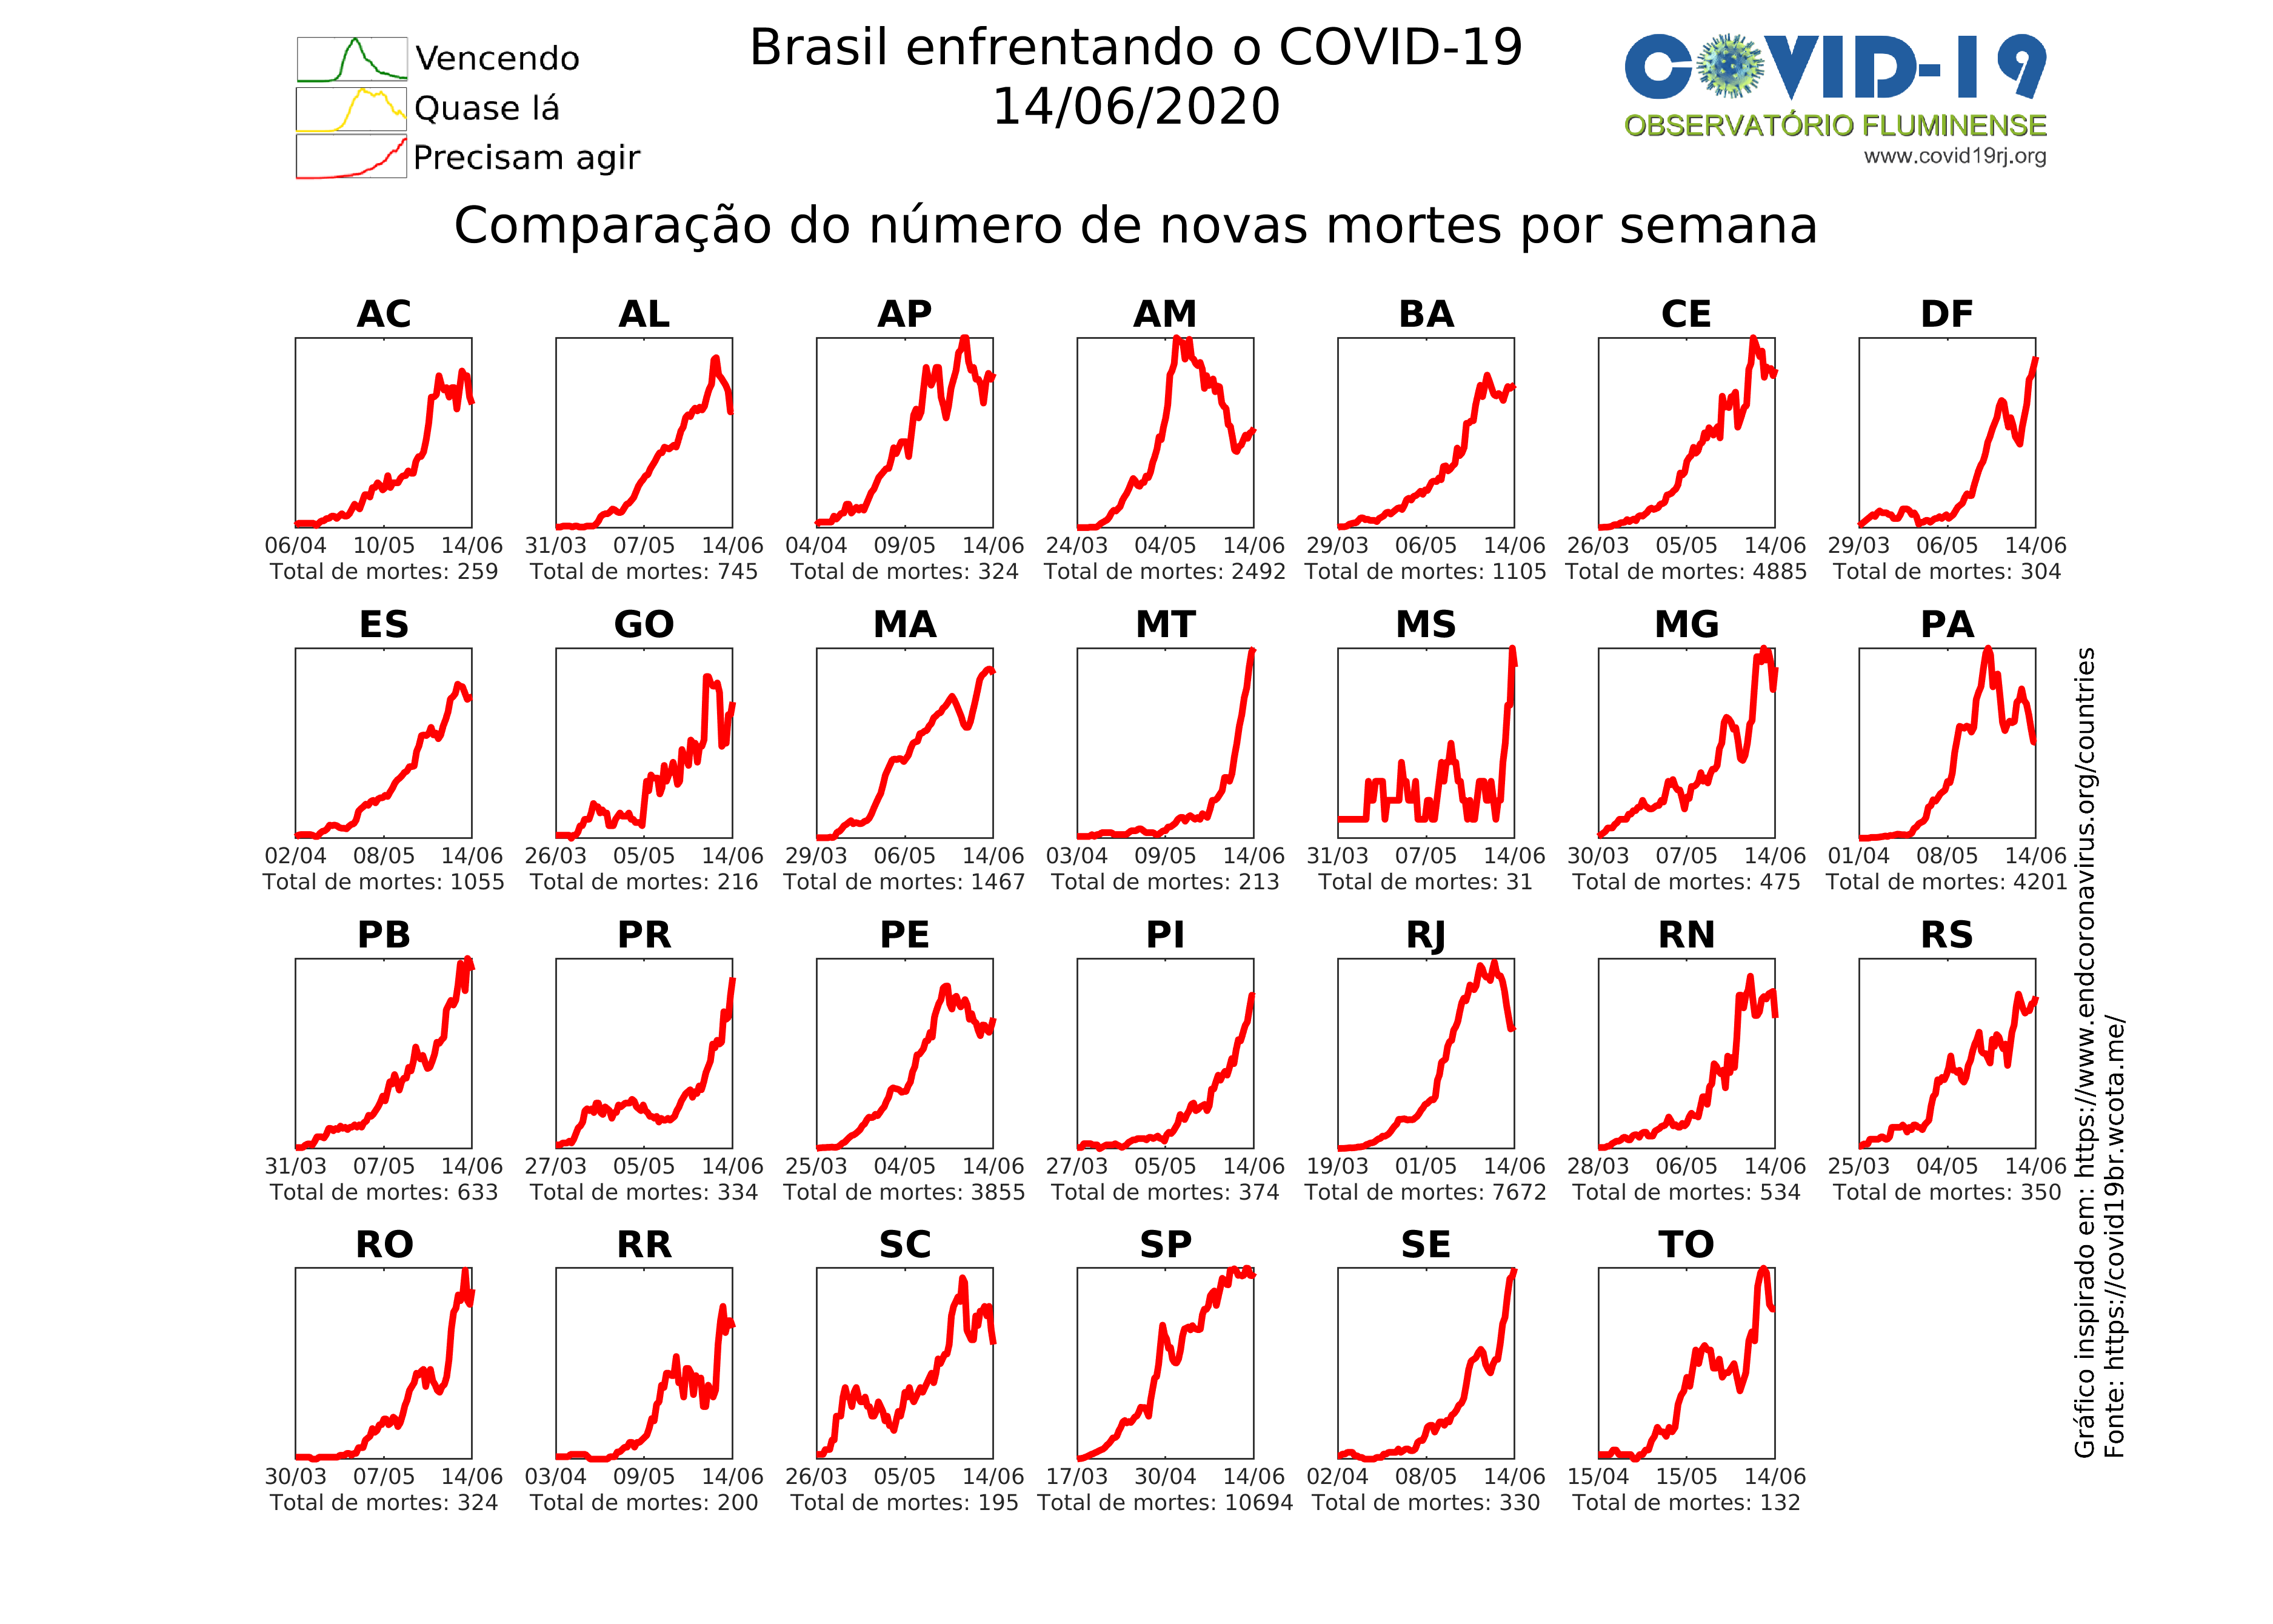 Vencendo
Quase lá
Precisam agir
Brasil enfrentando o COVID-19
14/06/2020
COVID-19
OBSERVATÓRIO FLUMINENSE
www.covid19rj.org
Comparação do número de novas mortes por semana
AC
06/04 10/05 14/06
Total de mortes: 259
AL
31/03 07/05 14/06
Total de mortes: 745
AP
04/04 09/05 14/06
Total de mortes: 324
AM
24/03 04/05 14/06
Total de mortes: 2492
BA
29/03 06/05 14/06
Total de mortes: 1105
CE
26/03 05/05 14/06
Total de mortes: 4885
DF
29/03 06/05 14/06
Total de mortes: 304
ES
02/04 08/05 14/06
Total de mortes: 1055
GO
26/03 05/05 14/06
Total de mortes: 216
MA
29/03 06/05 14/06
Total de mortes: 1467
MT
03/04 09/05 14/06
Total de mortes: 213
MS
31/03 07/05 14/06
Total de mortes: 31
MG
30/03 07/05 14/06
Total de mortes: 475
PA
01/04 08/05 14/06
Total de mortes: 4201
PB
31/03 07/05 14/06
Total de mortes: 633
PR
27/03 05/05 14/06
Total de mortes: 334
PE
25/03 04/05 14/06
Total de mortes: 3855
PI
27/03 05/05 14/06
Total de mortes: 374
RJ
19/03 01/05 14/06
Total de mortes: 7672
RN
28/03 06/05 14/06
Total de mortes: 534
RS
25/03 04/05 14/06
Total de mortes: 350
RO
30/03 07/05 14/06
Total de mortes: 324
RR
03/04 09/05 14/06
Total de mortes: 200
SC
26/03 05/05 14/06
Total de mortes: 195
SP
17/03 30/04 14/06
Total de mortes: 10694
SE
02/04 08/05 14/06
Total de mortes: 330
TO
15/04 15/05 14/06
Total de mortes: 132
Gráfico inspirado em: https://www.endcoronavirus.org/countries
Fonte: https://covid19br.wcota.me/